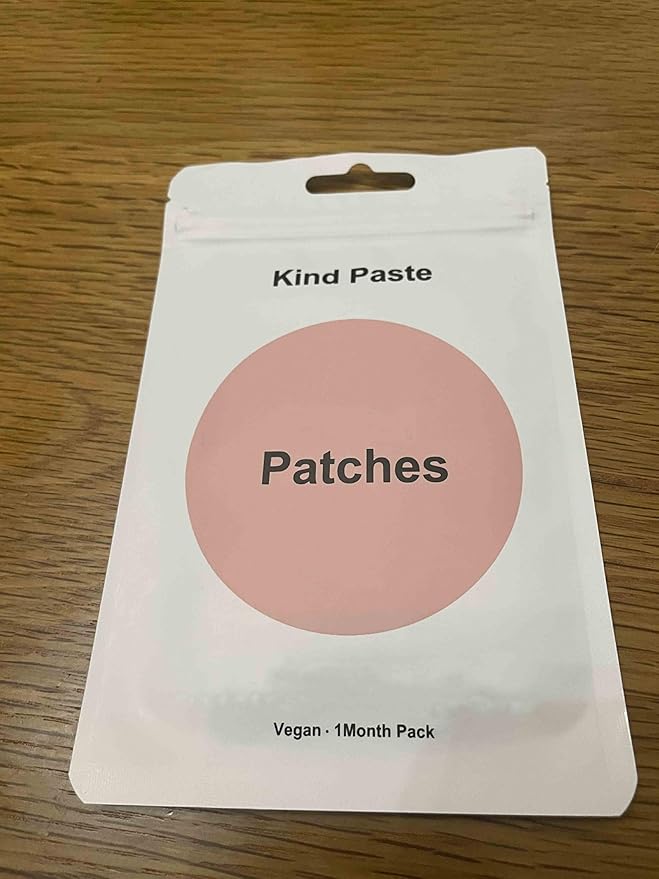 Kind Paste
Patches
Vegan · 1Month Pack